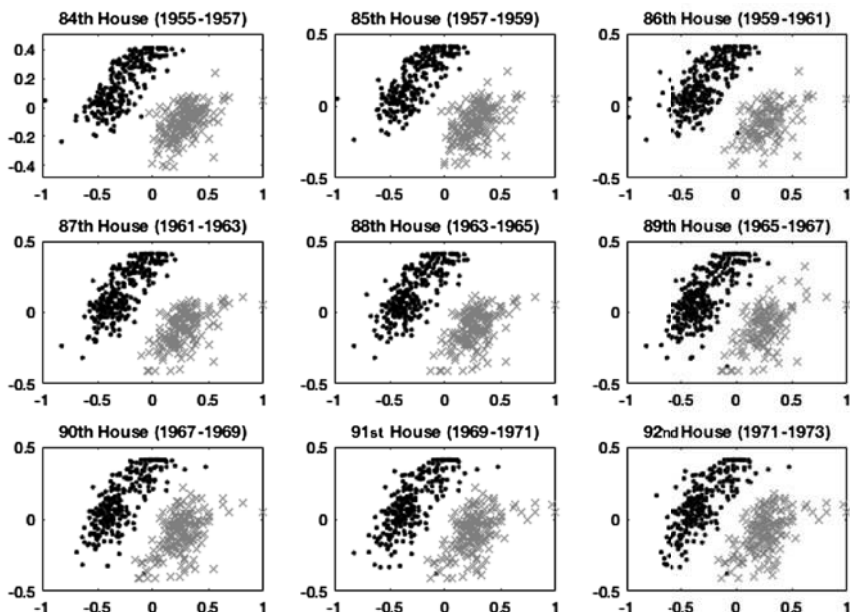 84th House (1955-1957)
0.4
0.2
0
-0.2
-0.4
-1 -0.5 0 0.5 1
85th House (1957-1959)
0.5
0
-0.5
-1 -0.5 0 0.5 1
86th House (1959-1961)
0.5
0
-0.5
-1 -0.5 0 0.5 1
87th House (1961-1963)
0.5
0
-0.5
-1 -0.5 0 0.5 1
88th House (1963-1965)
0.5
0
-0.5
-1 -0.5 0 0.5 1
89th House (1965-1967)
0.5
0
-0.5
-1 -0.5 0 0.5 1
90th House (1967-1969)
0.5
0
-0.5
-1 -0.5 0 0.5 1
91st House (1969-1971)
0.5
0
-0.5
-1 -0.5 0 0.5 1
92nd House (1971-1973)
0.5
0
-0.5
-1 -0.5 0 0.5 1